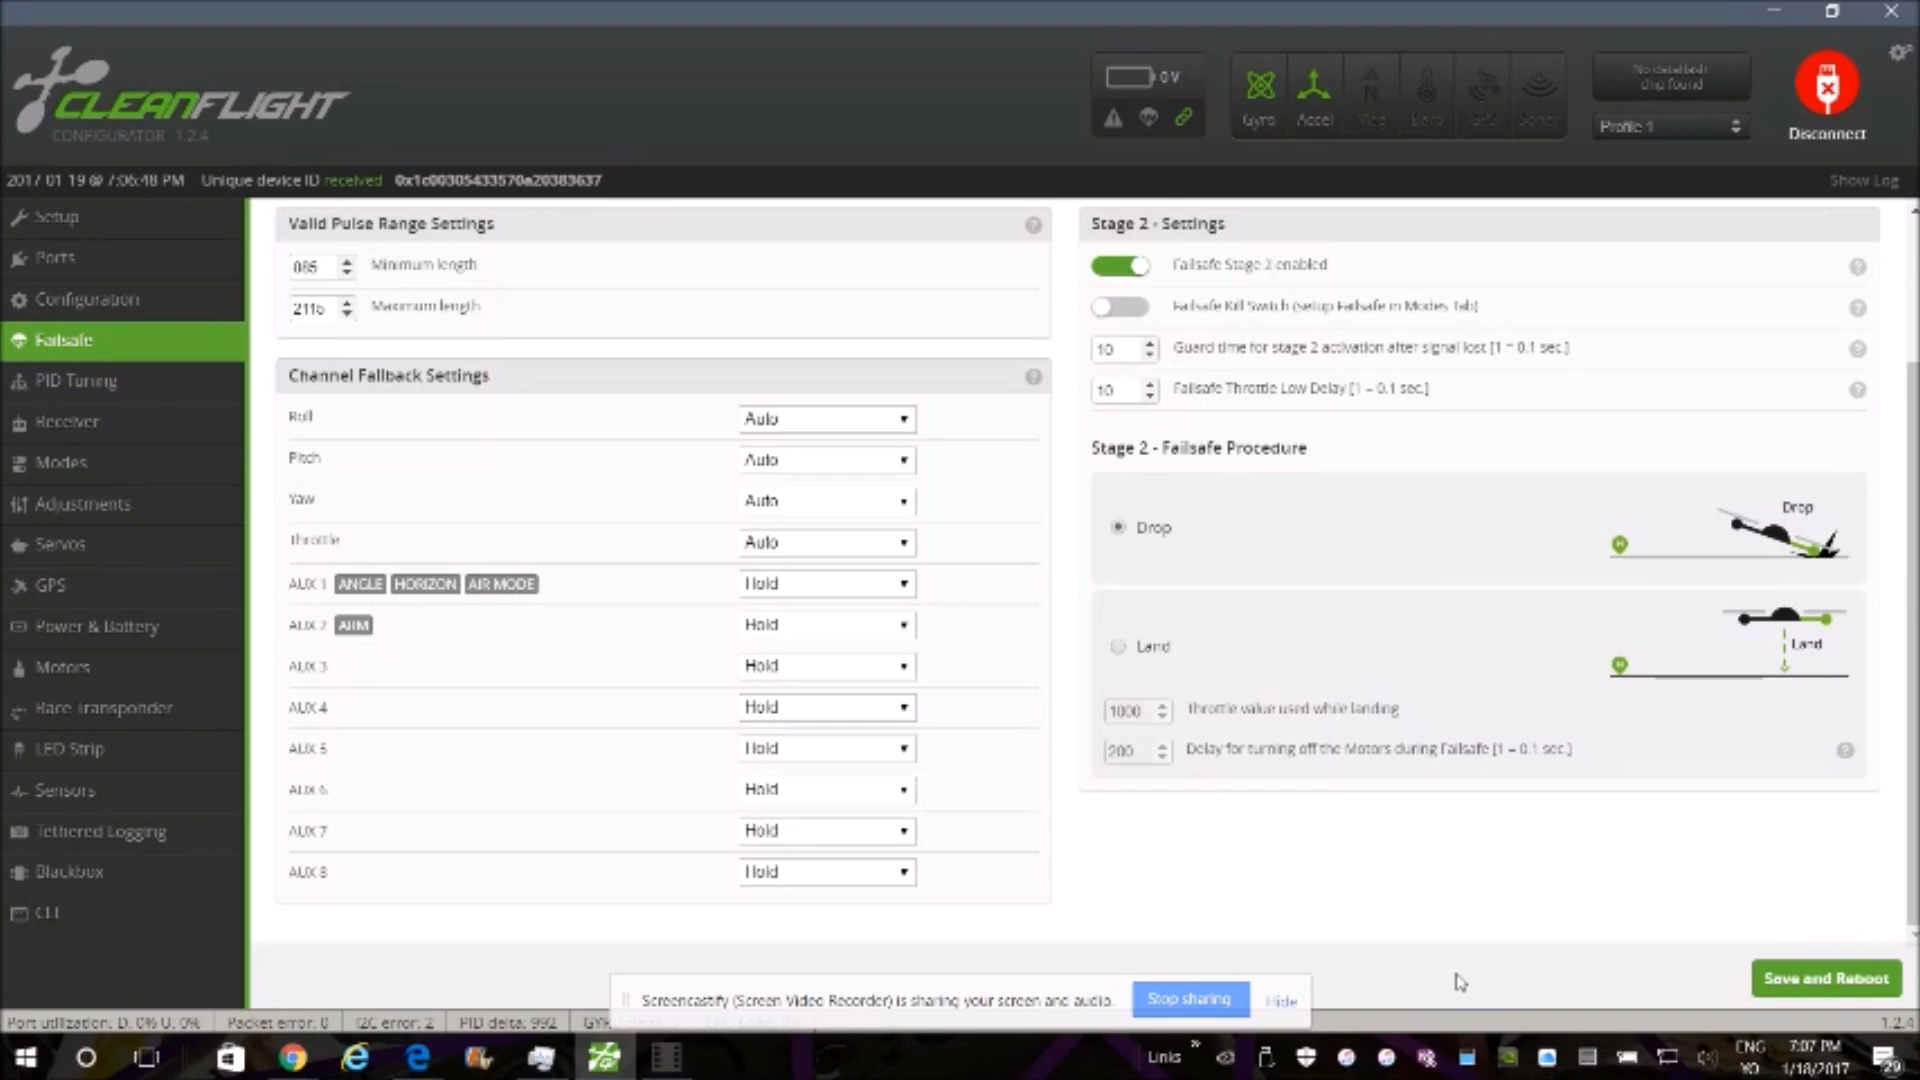 CLEANFLIGHT
CONFIGURATOR 1.2.4
0 V
Gyro
Accel
Mag
Baro
GPS
Sonar
No dataflash
chip found
Profile 1
Disconnect
2017 01 19 @ 7:06:48 PM Unique device ID received 0x1c00305433570a20383637
Show Log
Setup
Ports
Configuration
Failsafe
PID Tuning
Receiver
Modes
Adjustments
Servos
GPS
Power & Battery
Motors
Race Transponder
LED Strip
Sensors
Tethered Logging
Blackbox
CLI
Valid Pulse Range Settings
Minimum length
2115 Maximum length
Channel Fallback Settings
Roll Auto
Pitch Auto
Yaw Auto
Throttle Auto
AUX 1 ANGLE HORIZON AIR MODE Hold
AUX 2 ARM Hold
AUX 3 Hold
AUX 4 Hold
AUX 5 Hold
AUX 6 Hold
AUX 7 Hold
AUX 8 Hold
Stage 2 - Settings
Failsafe Stage 2 enabled
Failsafe Kill Switch (setup Failsafe in Modes Tab)
10 Guard time for stage 2 activation after signal lost [1 = 0.1 sec.]
10 Failsafe Throttle Low Delay [1 = 0.1 sec.]
Stage 2 - Failsafe Procedure
Drop
Drop
Land
Land
1000 Throttle value used while landing
200 Delay for turning off the Motors during Failsafe [1 = 0.1 sec.]
Save and Reboot
Screencastify (Screen Video Recorder) is sharing your screen and audio.
Stop sharing
Hide
Port utilization: D: 0% U: 0%
Packet error: 0
I2C error: 2
PID delta: 992
1.2.4
Links
ENG
YO
7:07 PM
1/18/2017
29